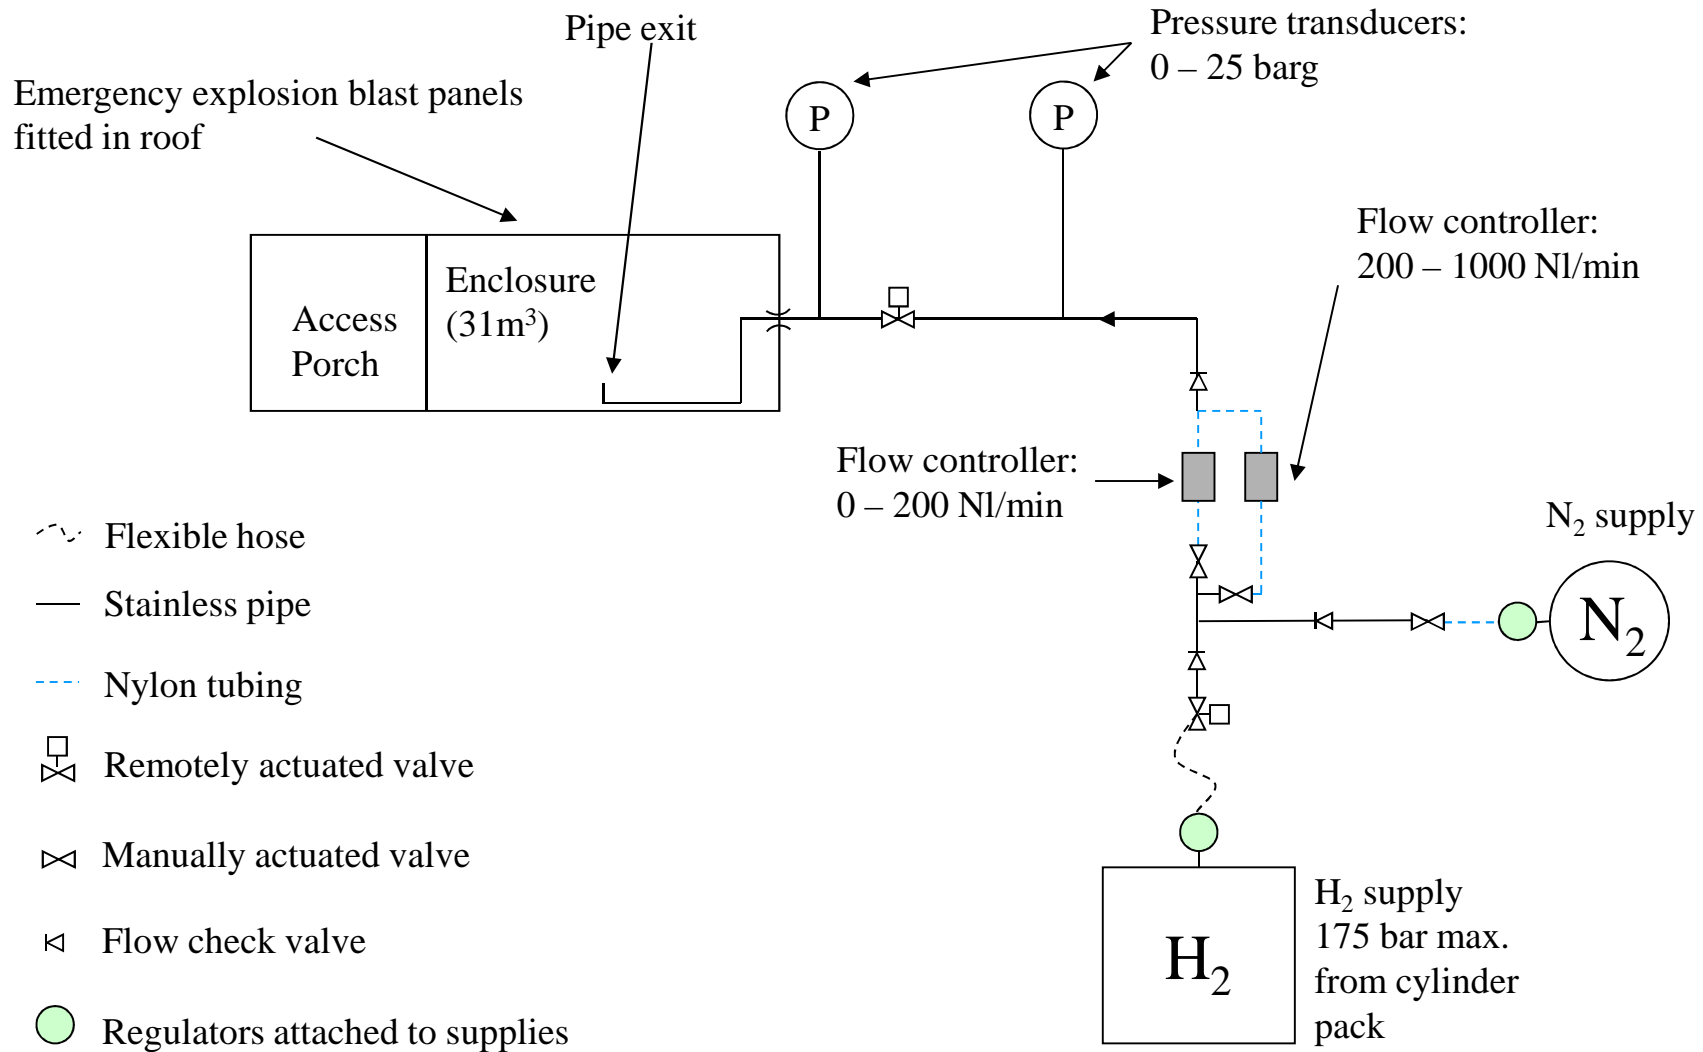 Pipe exit
Pressure transducers:
0 – 25 barg
Emergency explosion blast panels
fitted in roof
P
P
Flow controller:
200 – 1000 Nl/min
Enclosure
(31m³)
Access
Porch
Flow controller:
0 – 200 Nl/min
N₂ supply
N₂
Flexible hose
Stainless pipe
Nylon tubing
Remotely actuated valve
Manually actuated valve
Flow check valve
Regulators attached to supplies
H₂
H₂ supply
175 bar max.
from cylinder
pack